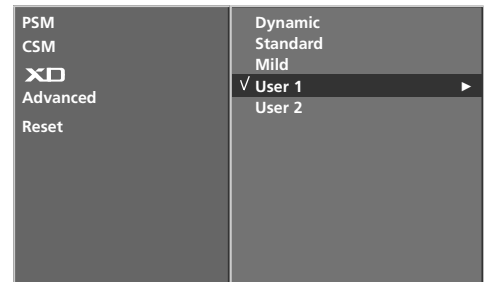 PSM
CSM
XD
Advanced
Reset
Dynamic
Standard
Mild
√ User 1 ►
User 2